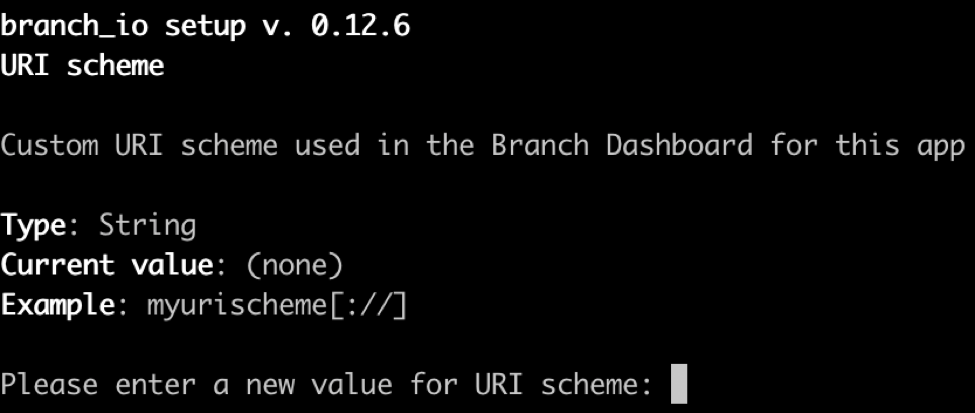 branch_io setup v. 0.12.6
URI scheme
Custom URI scheme used in the Branch Dashboard for this app
Type: String
Current value: (none)
Example: myurischeme[://]
Please enter a new value for URI scheme: